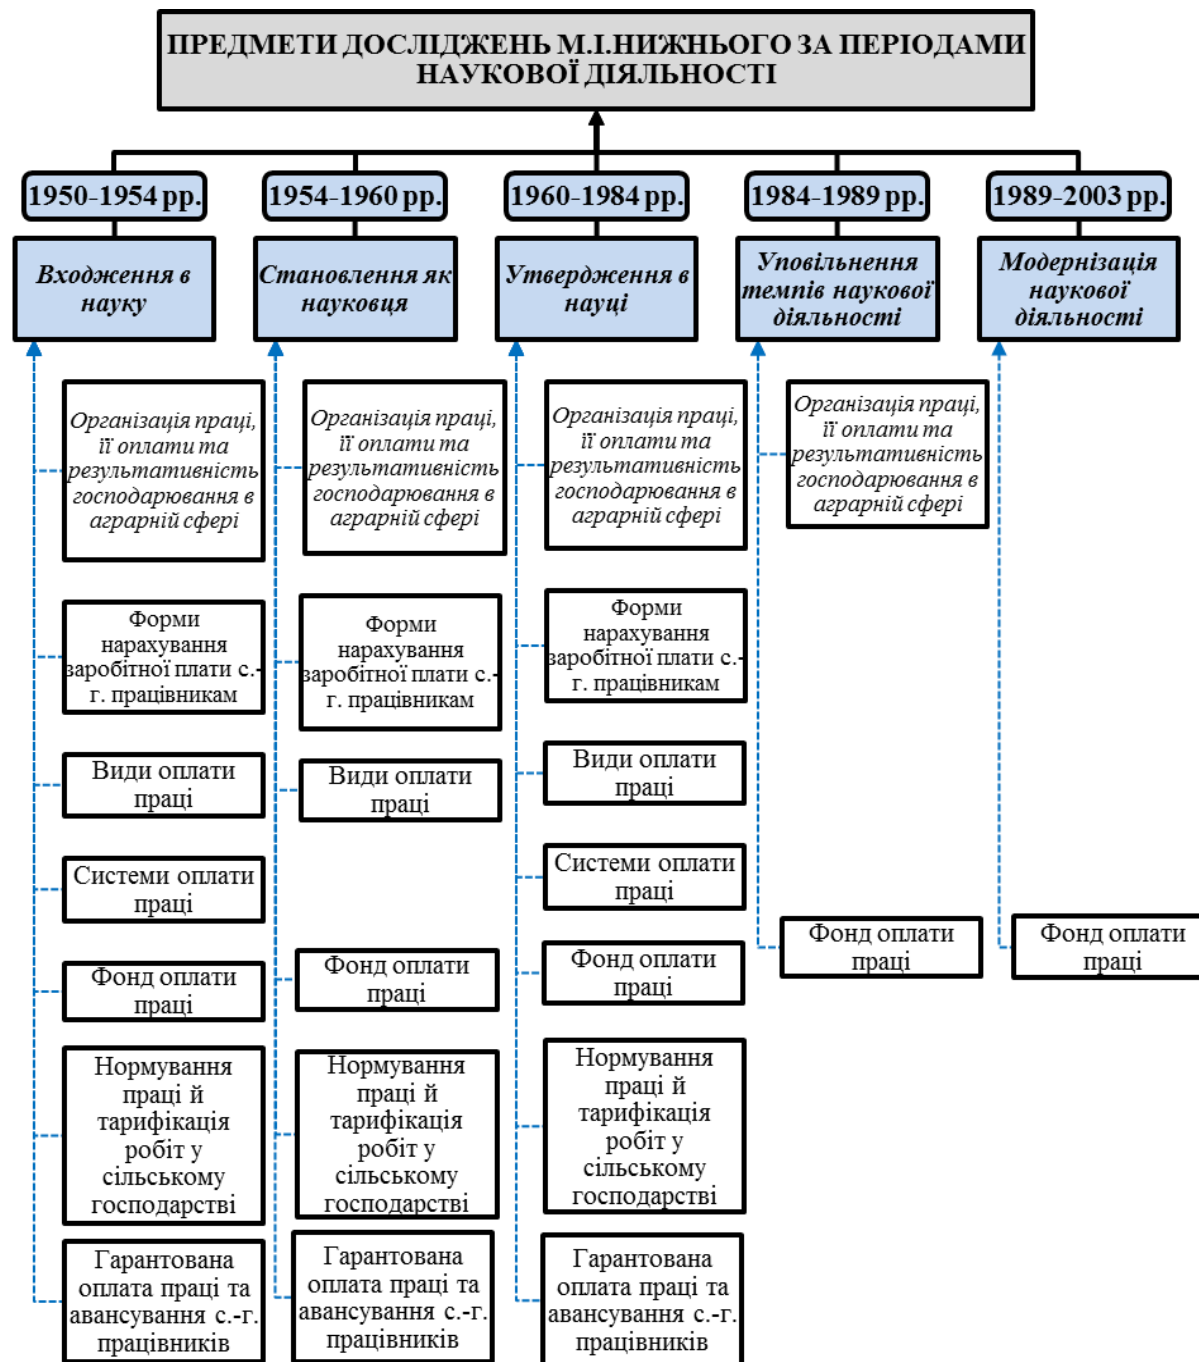 ПРЕДМЕТИ ДОСЛІДЖЕНЬ М.І.НИЖНЬОГО ЗА ПЕРІОДАМИ
НАУКОВОЇ ДІЯЛЬНОСТІ
1950-1954 рр.
Входження в
науку
Організація праці,
її оплати та
результативність
господарювання в
аграрній сфері
Форми
нарахування
заробітної плати с.-
г. працівникам
Види оплати
праці
Системи оплати
праці
Фонд оплати
праці
Нормування
праці й
тарифікація
робіт у
сільському
господарстві
Гарантована
оплата праці та
авансування с.-г.
працівників
1954-1960 рр.
Становлення як
науковця
Організація праці,
її оплати та
результативність
господарювання в
аграрній сфері
Форми
нарахування
заробітної плати с.-
г. працівникам
Види оплати
праці
Фонд оплати
праці
Нормування
праці й
тарифікація
робіт у
сільському
господарстві
Гарантована
оплата праці та
авансування с.-г.
працівників
1960-1984 рр.
Утвердження в
науці
Організація праці,
її оплати та
результативність
господарювання в
аграрній сфері
Форми
нарахування
заробітної плати с.-
г. працівникам
Види оплати
праці
Системи оплати
праці
Фонд оплати
праці
Нормування
праці й
тарифікація
робіт у
сільському
господарстві
Гарантована
оплата праці та
авансування с.-г.
працівників
1984-1989 рр.
Уповільнення
темпів наукової
діяльності
Організація праці,
її оплати та
результативність
господарювання в
аграрній сфері
Фонд оплати
праці
1989-2003 рр.
Модернізація
наукової
діяльності
Фонд оплати
праці